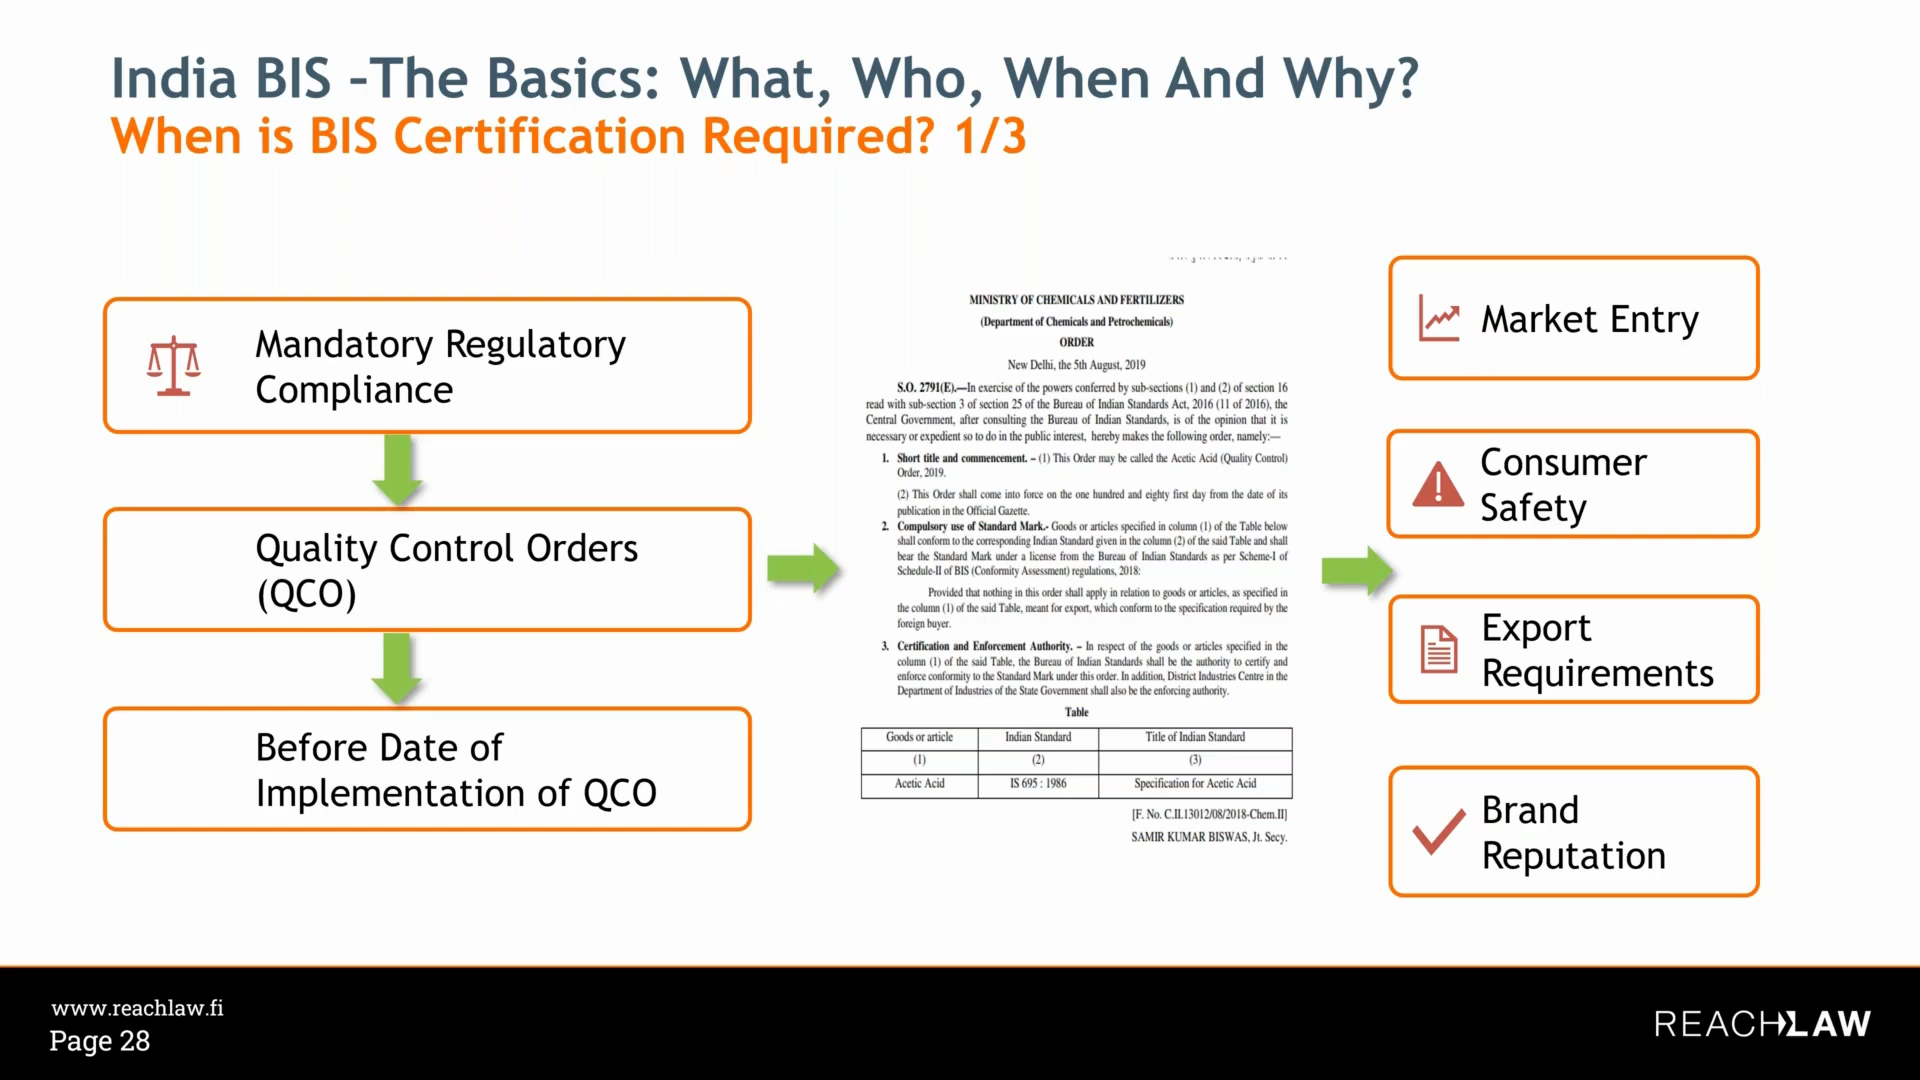 India BIS –The Basics: What, Who, When And Why?
When is BIS Certification Required? 1/3
Mandatory Regulatory
Compliance
Quality Control Orders
(QCO)
Before Date of
Implementation of QCO
MINISTRY OF CHEMICALS AND FERTILIZERS
(Department of Chemicals and Petrochemicals)
ORDER
New Delhi, the 5th August, 2019
S.O. 2791(E).—In exercise of the powers conferred by sub-sections (1) and (2) of section 16
read with sub-section 3 of section 25 of the Bureau of Indian Standards Act, 2016 (11 of 2016), the
Central Government, after consulting the Bureau of Indian Standards, is of the opinion that it is
necessary or expedient so to do in the public interest, hereby makes the following order, namely:—
1. Short title and commencement. – (1) This Order may be called the Acetic Acid (Quality Control)
Order, 2019.
(2) This Order shall come into force on the one hundred and eighty first day from the date of its
publication in the Official Gazette.
2. Compulsory use of Standard Mark.- Goods or articles specified in column (1) of the Table below
shall conform to the corresponding Indian Standard given in the column (2) of the said Table and shall
bear the Standard Mark under a license from the Bureau of Indian Standards as per Scheme-I of
Schedule-II of BIS (Conformity Assessment) regulations, 2018:
Provided that nothing in this order shall apply in relation to goods or articles, as specified in
the column (1) of the said Table, meant for export, which conform to the specification required by the
foreign buyer.
3. Certification and Enforcement Authority. – In respect of the goods or articles specified in the
column (1) of the said Table, the Bureau of Indian Standards shall be the authority to certify and
enforce conformity to the Standard Mark under this order. In addition, District Industries Centre in the
Department of Industries of the State Government shall also be the enforcing authority.
Table
Goods or article Indian Standard Title of Indian Standard
(1) (2) (3)
Acetic Acid IS 695 : 1986 Specification for Acetic Acid
[F. No. C.II.13012/08/2018-Chem.II]
SAMIR KUMAR BISWAS, Jt. Secy.
Market Entry
Consumer
Safety
Export
Requirements
Brand
Reputation
www.reachlaw.fi
Page 28
REACHLAW